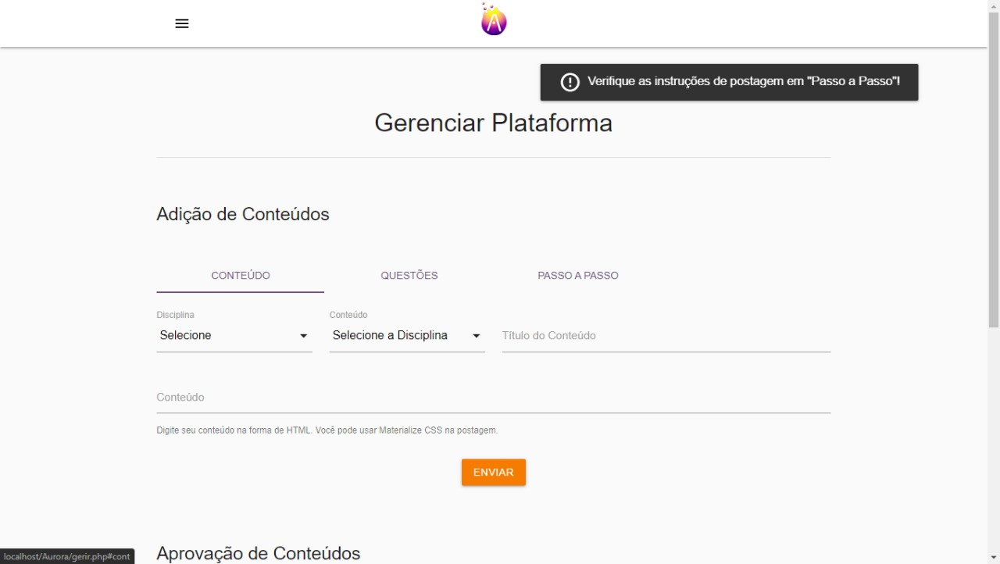 Verifique as instruções de postagem em "Passo a Passo"!
Gerenciar Plataforma
Adição de Conteúdos
CONTEÚDO QUESTÕES PASSO A PASSO
Disciplina Conteúdo
Selecione Selecione a Disciplina Título do Conteúdo
Conteúdo
Digite seu conteúdo na forma de HTML. Você pode usar Materialize CSS na postagem.
ENVIAR
Aprovação de Conteúdos
localhost/Aurora/gerir.php#cont